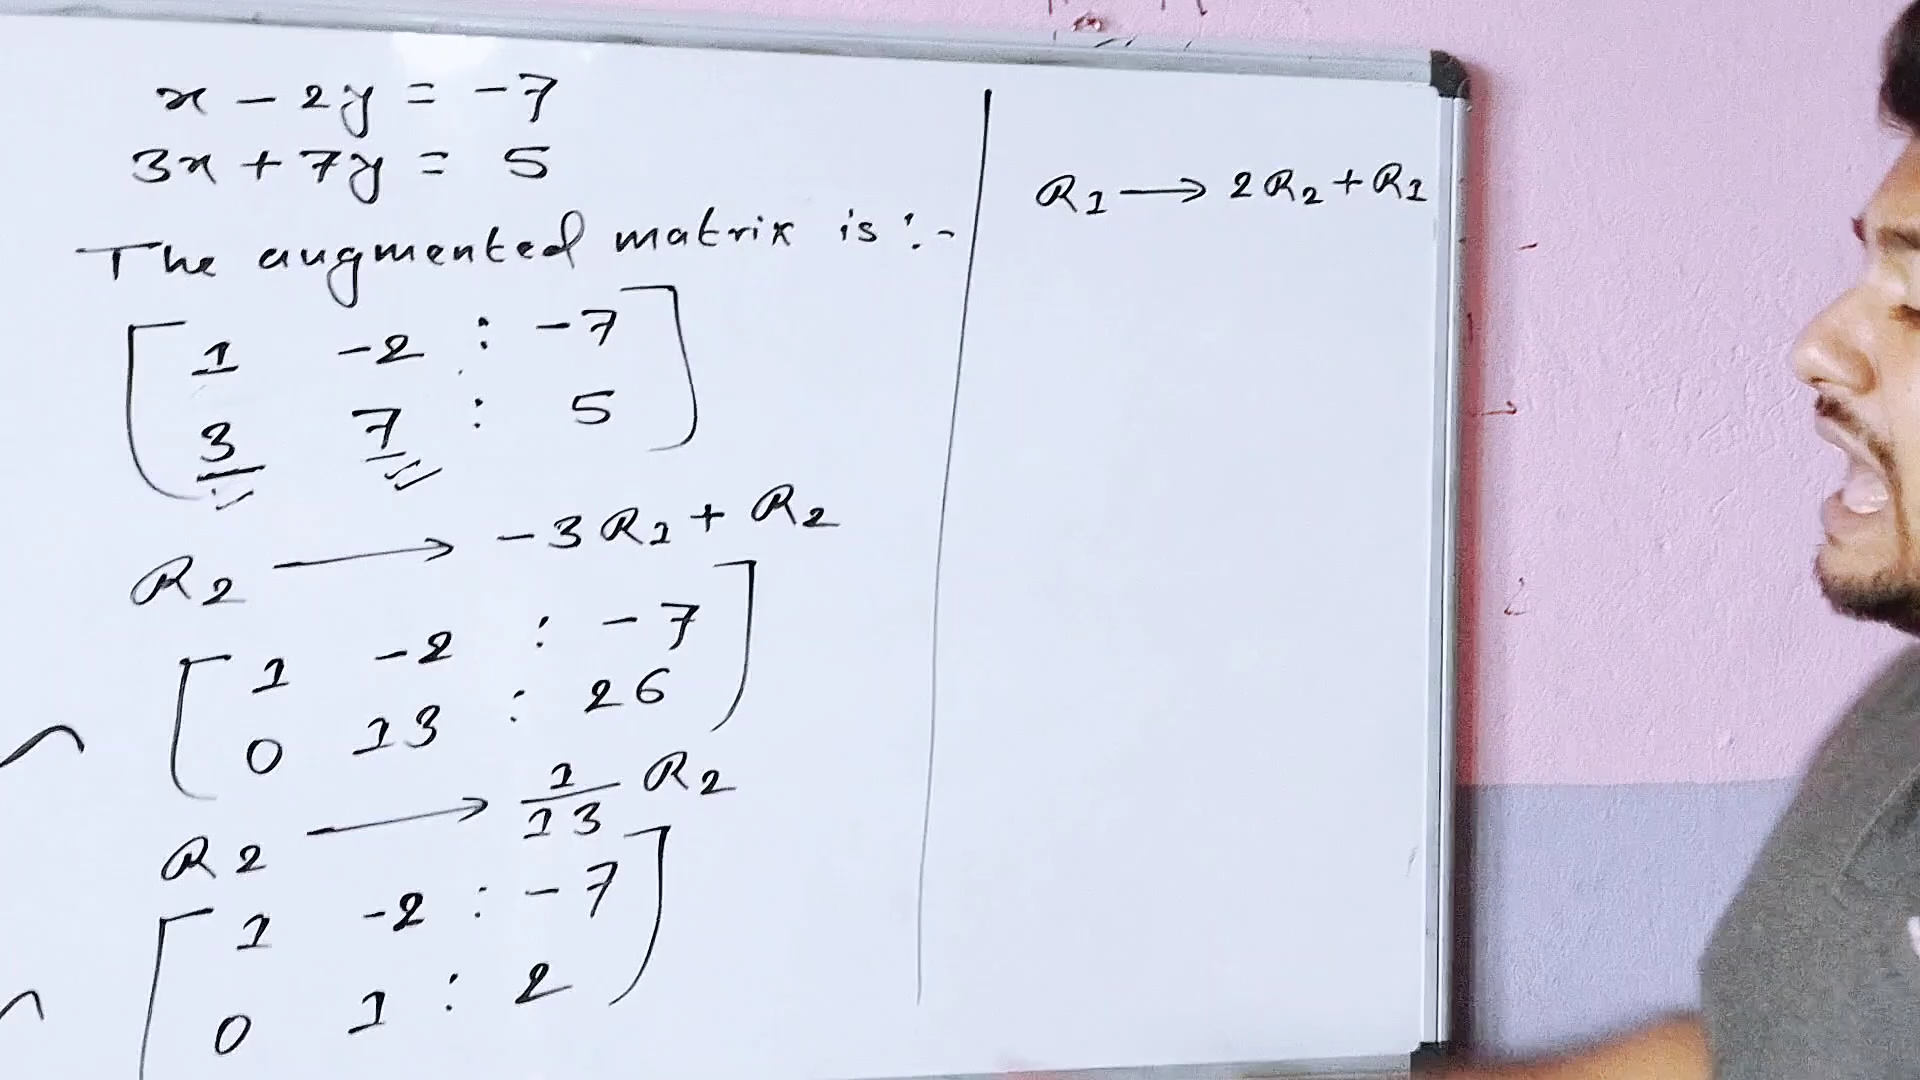 x - 2y = -7
3x + 7y = 5
The augmented matrix is :-
1 -2 : -7
3 7 : 5
R2 → -3R1 + R2
1 -2 : -7
~ 0 13 : 26
R2 → 1/13 R2
1 -2 : -7
~ 0 1 : 2
R1 → 2R2 + R1